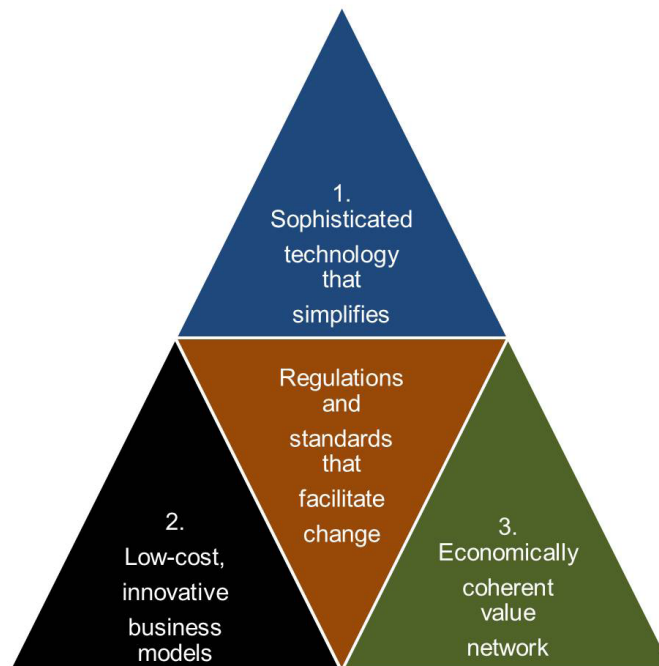 1.
Sophisticated
technology
that
simplifies
Regulations
and
standards
that
facilitate
change
2.
Low-cost,
innovative
business
models
3.
Economically
coherent
value
network